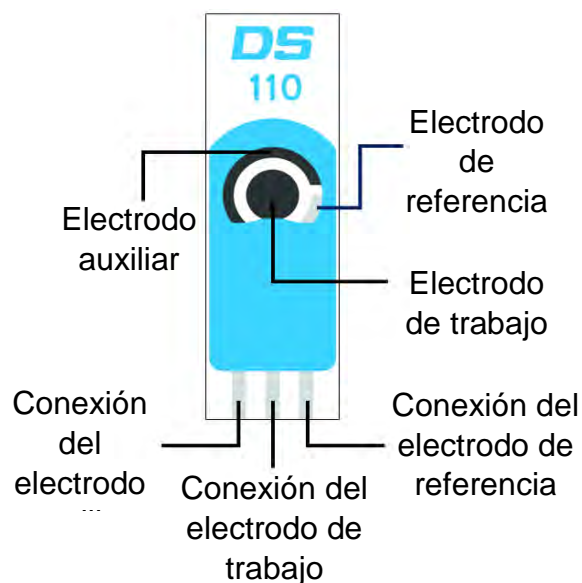 DS
110
Electrodo
de
referencia
Electrodo
auxiliar
Electrodo
de trabajo
Conexión
del
electrodo
Conexión del
electrodo de
trabajo
Conexión del
electrodo de
referencia